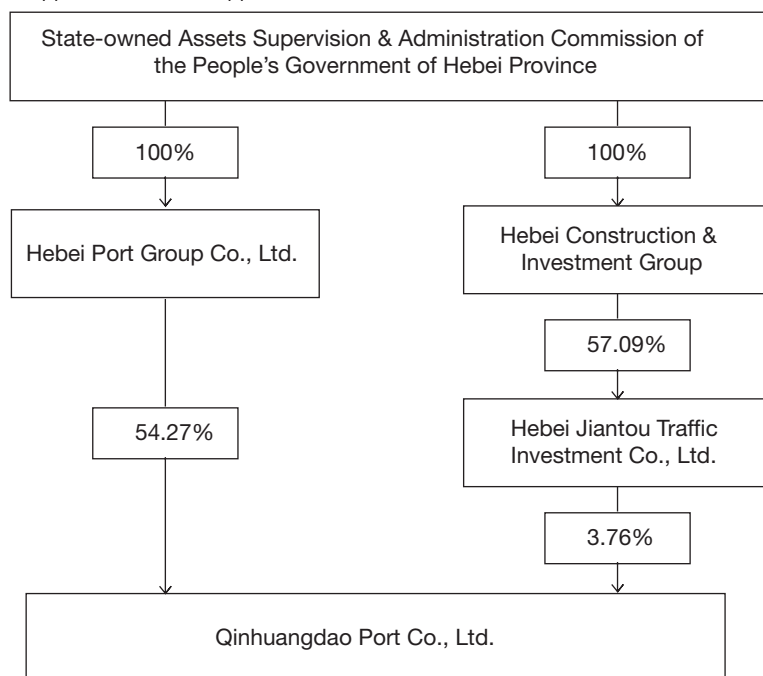 State-owned Assets Supervision & Administration Commission of
the People's Government of Hebei Province
100%
100%
Hebei Port Group Co., Ltd.
Hebei Construction &
Investment Group
57.09%
54.27%
Hebei Jiantou Traffic
Investment Co., Ltd.
3.76%
Qinhuangdao Port Co., Ltd.